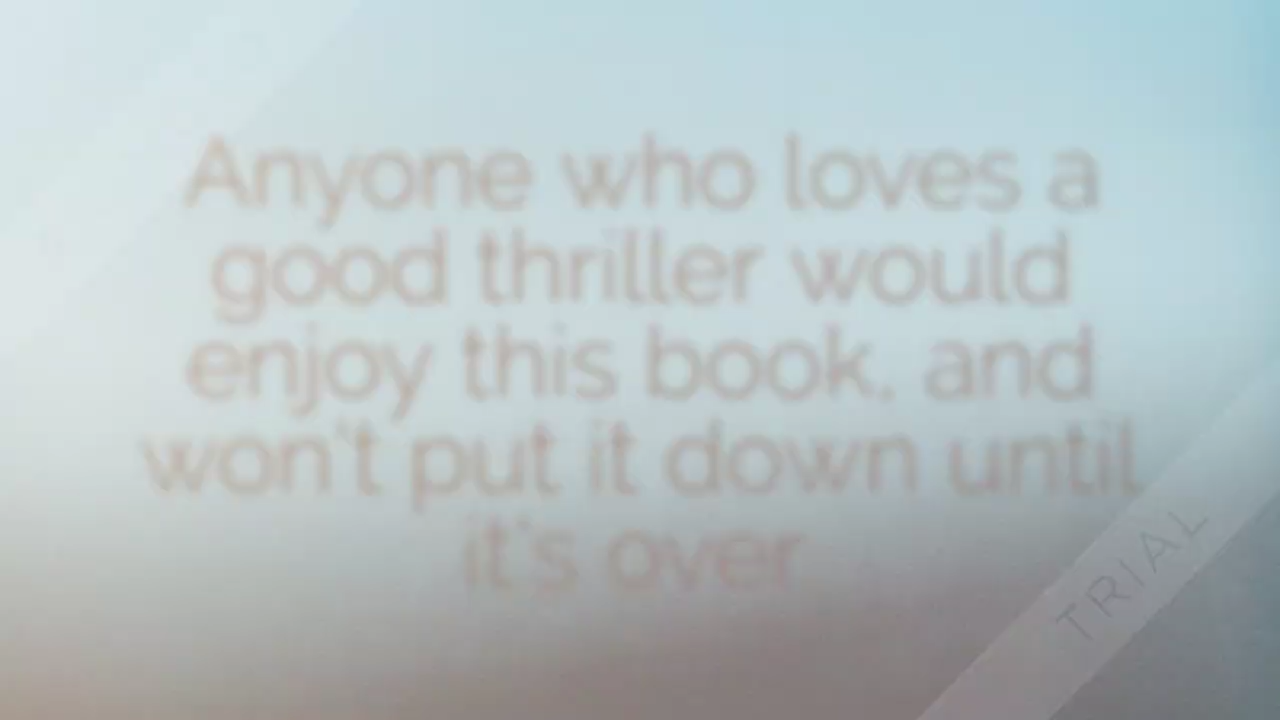 Anyone who loves a
good thriller would
enjoy this book, and
won't put it down until
it's over
TRIAL